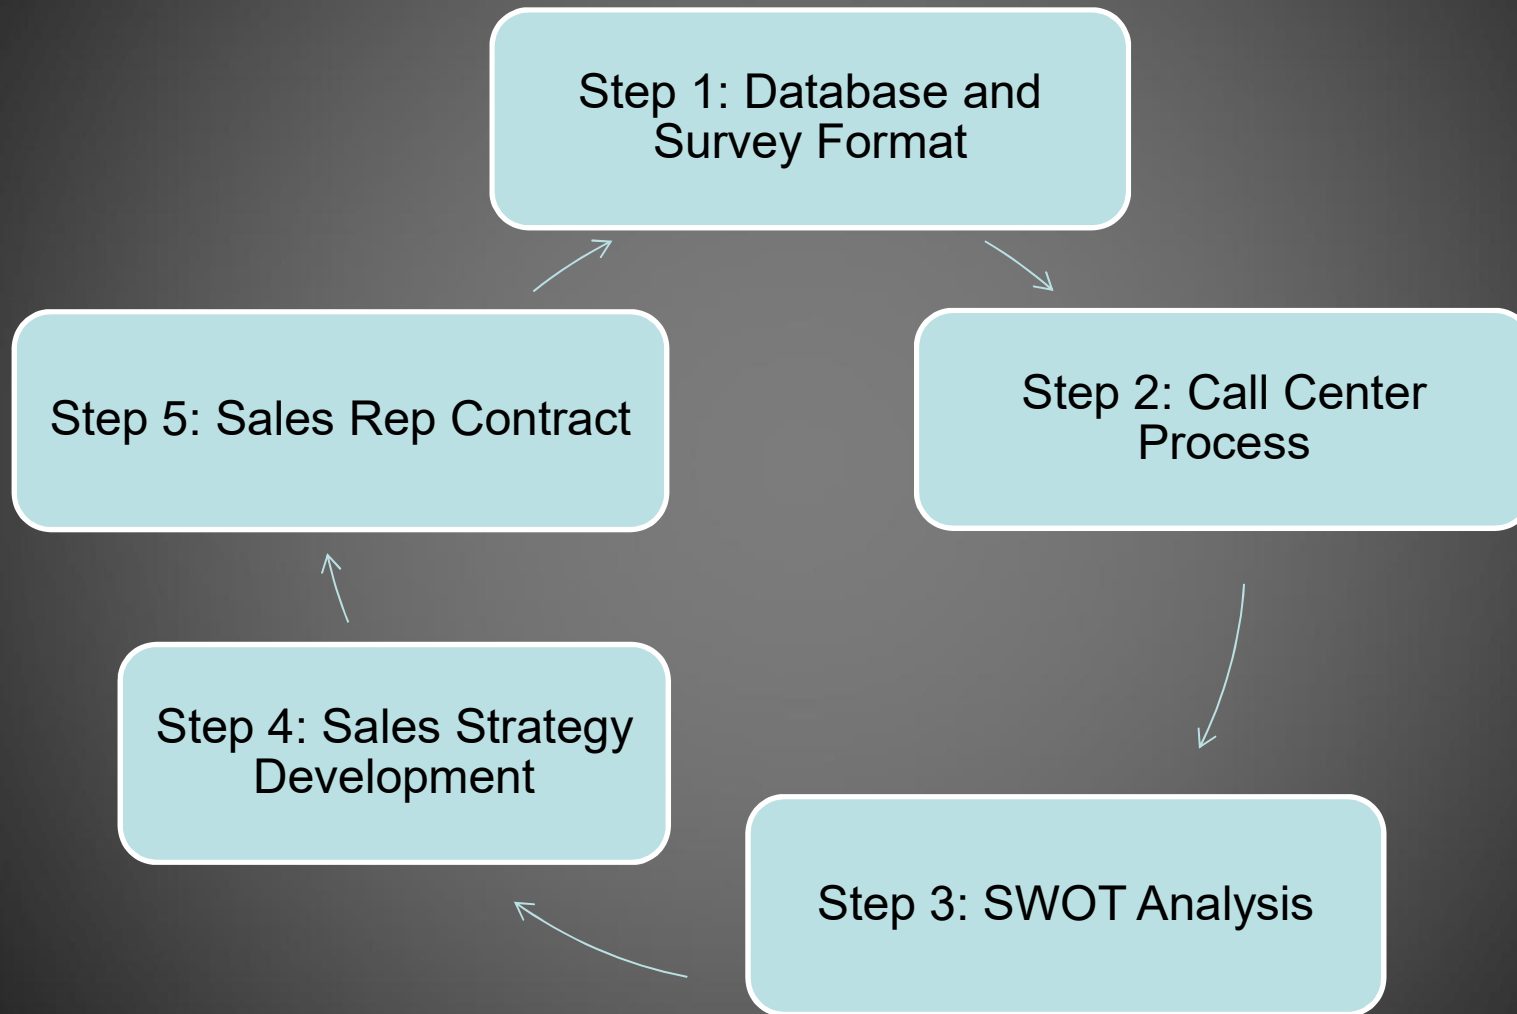 Step 1: Database and
Survey Format
Step 2: Call Center
Process
Step 3: SWOT Analysis
Step 4: Sales Strategy
Development
Step 5: Sales Rep Contract